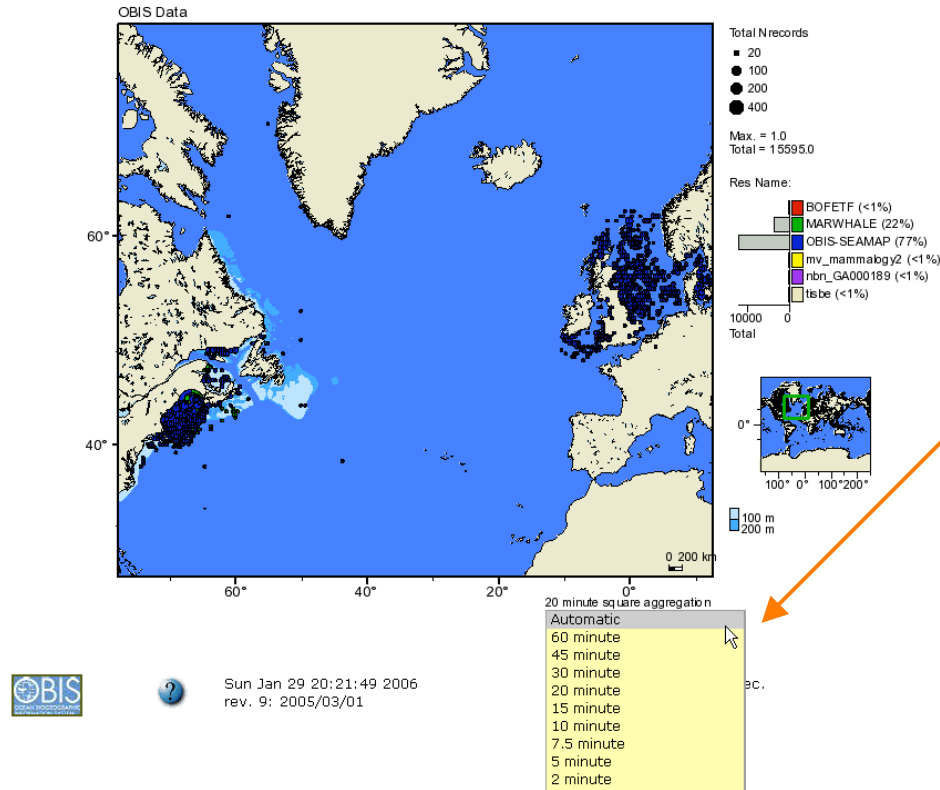 OBIS Data
Total Nrecords
20
100
200
400
Max. = 1.0
Total = 15595.0
Res Name:
BOFETF (<1%)
MARWHALE (22%)
OBIS-SEAMAP (77%)
mv_mammalogy2 (<1%)
nbn_GA000189 (<1%)
tisbe (<1%)
10000 0
Total
60°
40°
0°
100° 0° 100°200°
100 m
200 m
0 200 km
60° 40° 20° 0°
20 minute square aggregation
Automatic
60 minute
45 minute
30 minute
20 minute
15 minute
10 minute
7.5 minute
5 minute
2 minute
OBIS
OCEAN BIOGEOGRAPHIC
INFORMATION SYSTEM
?
Sun Jan 29 20:21:49 2006
rev. 9: 2005/03/01
ec.